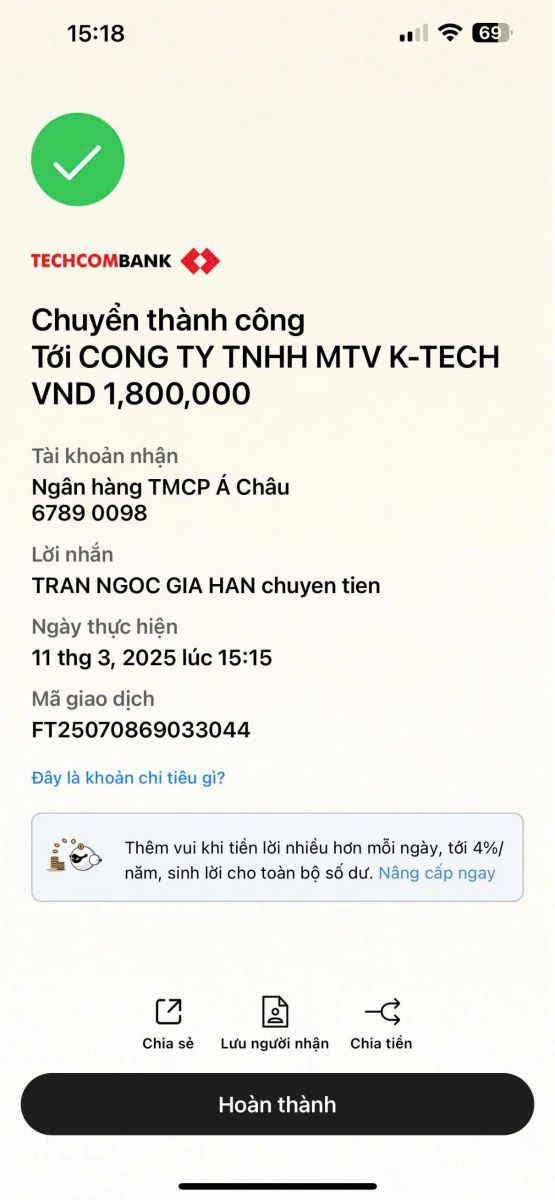 15:18
69
TECHCOMBANK
Chuyển thành công
Tới CONG TY TNHH MTV K-TECH
VND 1,800,000
Tài khoản nhận
Ngân hàng TMCP Á Châu
6789 0098
Lời nhắn
TRAN NGOC GIA HAN chuyen tien
Ngày thực hiện
11 thg 3, 2025 lúc 15:15
Mã giao dịch
FT25070869033044
Đây là khoản chi tiêu gì?
Thêm vui khi tiền lời nhiều hơn mỗi ngày, tới 4%/
năm, sinh lời cho toàn bộ số dư. Nâng cấp ngay
Chia sẻ
Lưu người nhận
Chia tiền
Hoàn thành